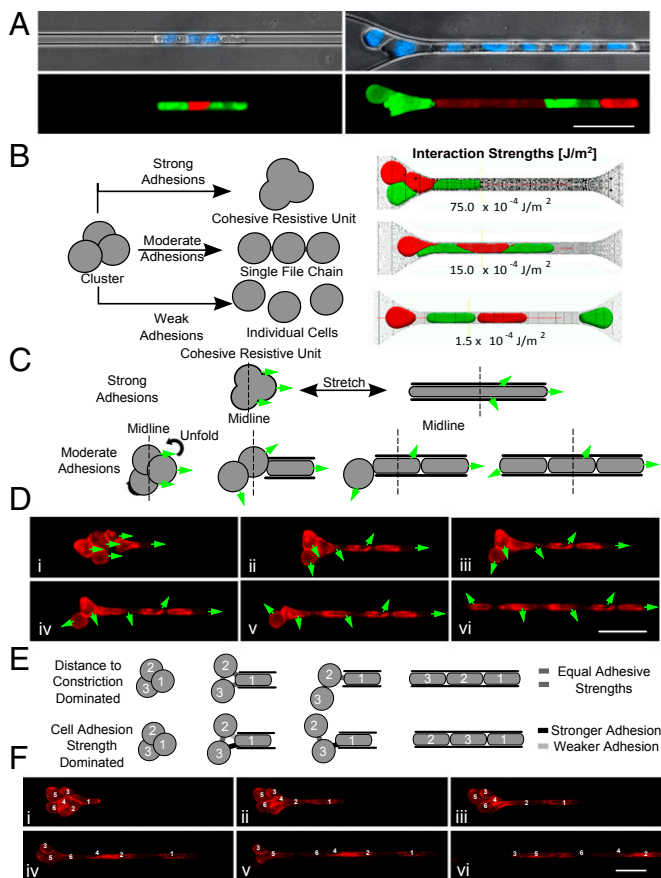 A
B
Strong
Adhesions
Cohesive Resistive Unit
Cluster
Moderate
Adhesions
Single File Chain
Weak
Adhesions
Individual Cells
Interaction Strengths [J/m²]
75.0 x 10⁻⁴ J/m²
15.0 x 10⁻⁴ J/m²
1.5 x 10⁻⁴ J/m²
C
Cohesive Resistive Unit
Strong
Adhesions
Midline
Stretch
Midline
Midline
Unfold
Moderate
Adhesions
D
i
ii
iii
iv
v
vi
E
Distance to
Constriction
Dominated
2 3 1
2 1 3
2 1 3
3 2 1
Equal Adhesive
Strengths
Cell Adhesion
Strength
Dominated
2 3 1
2 1 3
2 1 3
2 3 1
Stronger Adhesion
Weaker Adhesion
F
5 3 4 1 6 2
i
5 3 4 1 6 2
ii
5 3 4 2 1 6
iii
3 5 6 4 2 1
iv
3 5 6 4 2 1
v
3 5 6 4 2
vi